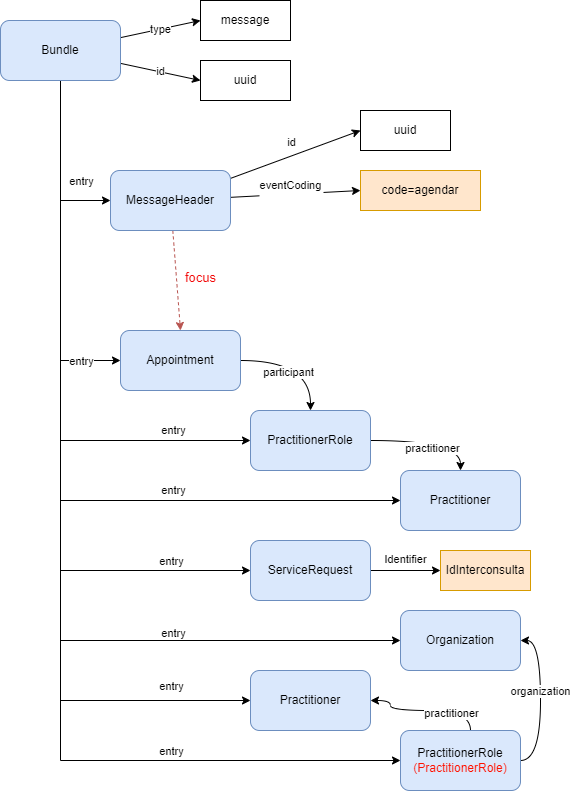 Bundle
type
message
id
uuid
id
uuid
entry
MessageHeader
eventCoding
code=agendar
focus
entry
Appointment
participant
entry
PractitionerRole
practitioner
entry
Practitioner
entry
ServiceRequest
Identifier
IdInterconsulta
entry
Organization
entry
Practitioner
organization
practitioner
entry
PractitionerRole
(PractitionerRole)